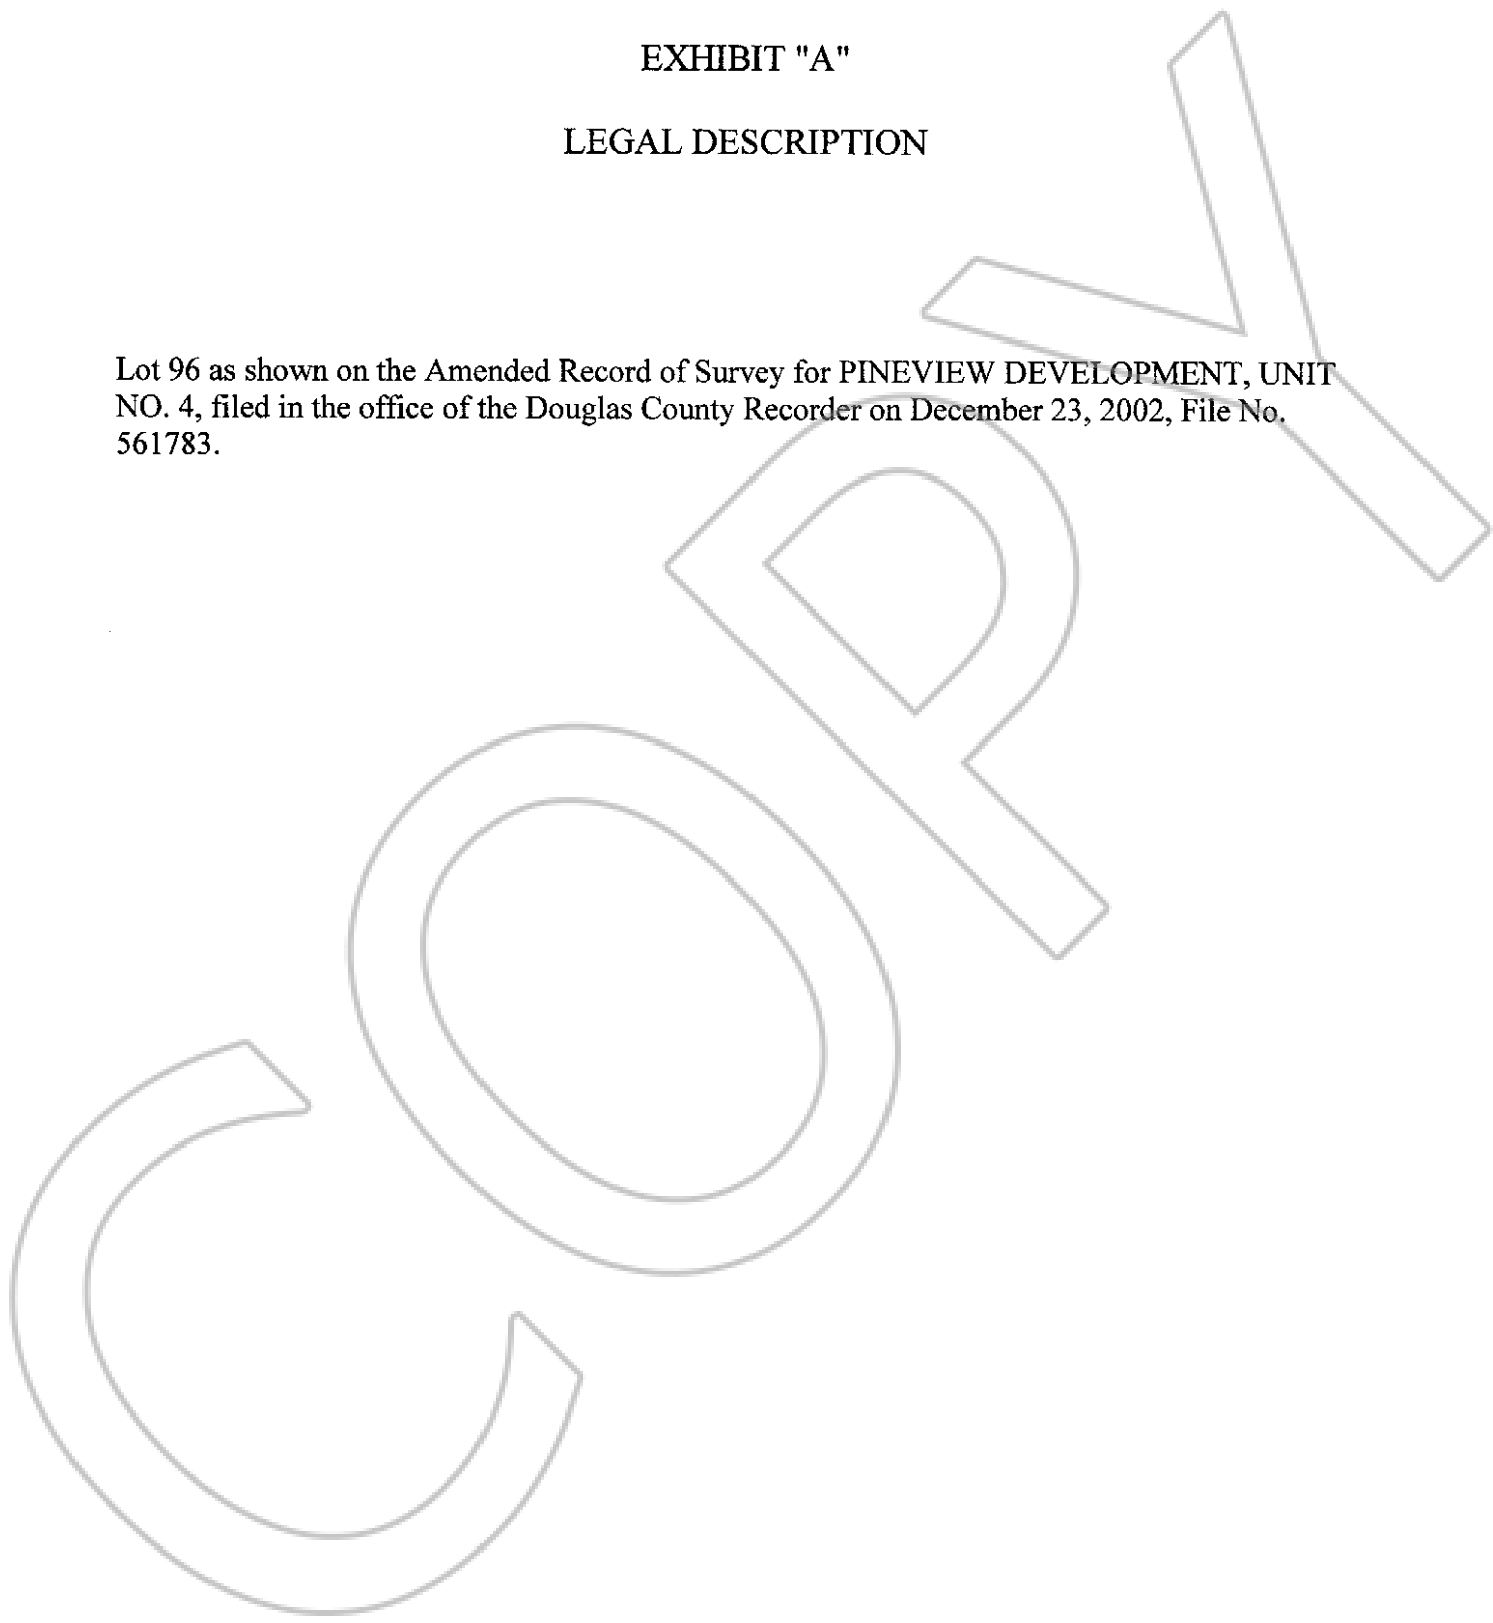 EXHIBIT "A"
LEGAL DESCRIPTION
Lot 96 as shown on the Amended Record of Survey for PINEVIEW DEVELOPMENT, UNIT
NO. 4, filed in the office of the Douglas County Recorder on December 23, 2002, File No.
561783.
COPY